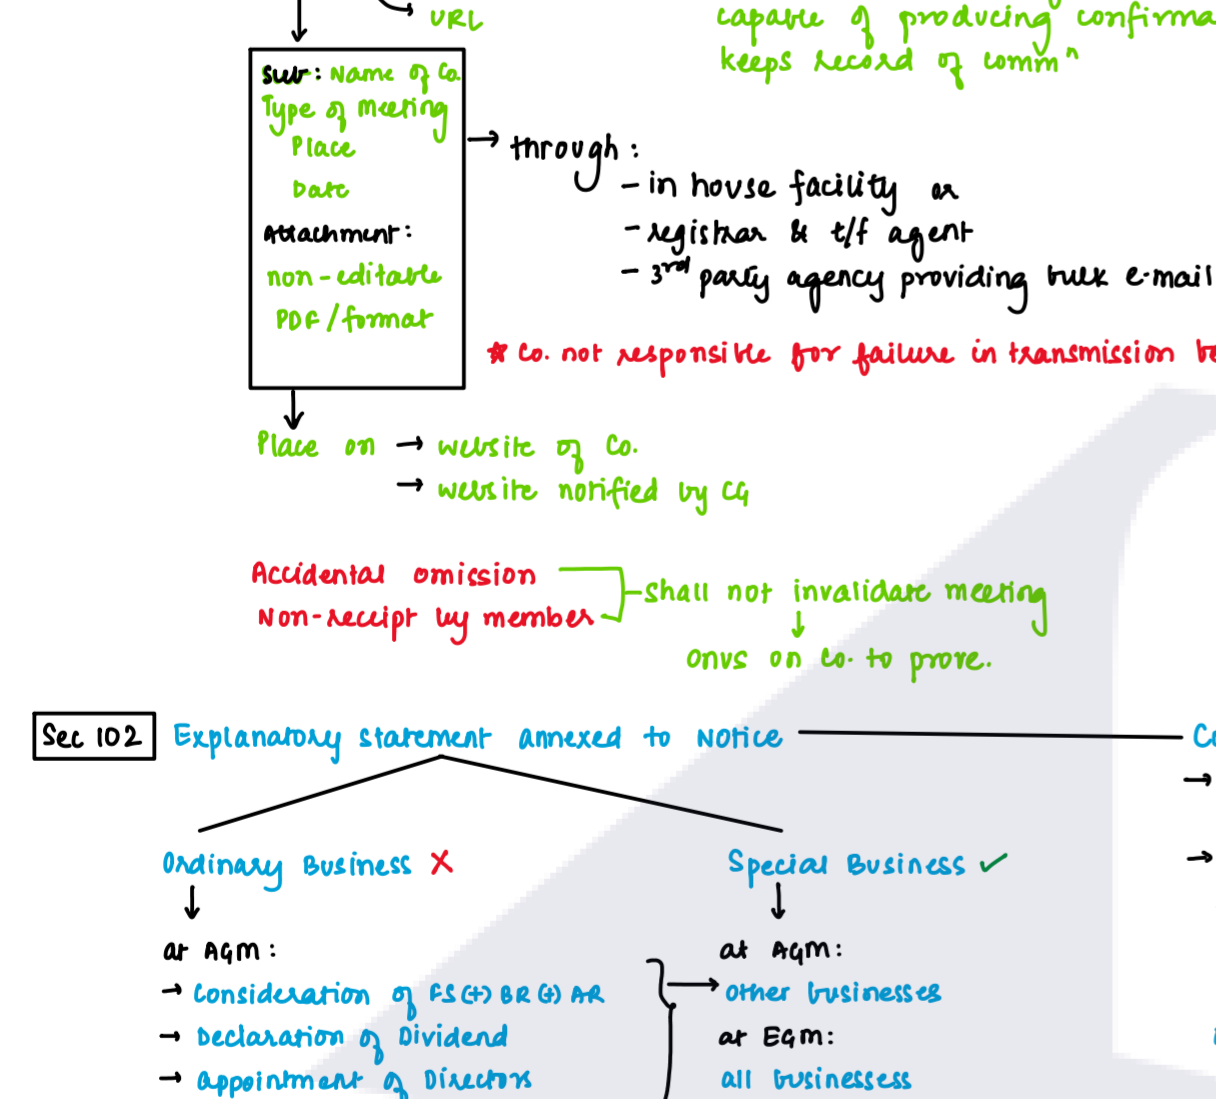 URL
capable of producing confirma
keeps record of commⁿ
Sub: Name of Co.
Type of meeting
Place
Date
Attachment:
non-editable
PDF/format
→ through:
- in house facility or
- registrar & t/f agent
- 3rd party agency providing bulk e-mail
* Co. not responsible for failure in transmission be
Place on → website of Co.
→ website notified by CG
Accidental omission
Non-receipt by member
shall not invalidate meeting
onus on Co. to prove.
Sec 102 Explanatory statement annexed to Notice
Co
Ordinary Business X
Special Business ✓
at AGM:
→ Consideration of FS (+) BR (+) AR
→ Declaration of Dividend
→ appointment of Directors
at AGM:
other businesses
at EGM:
all businessess